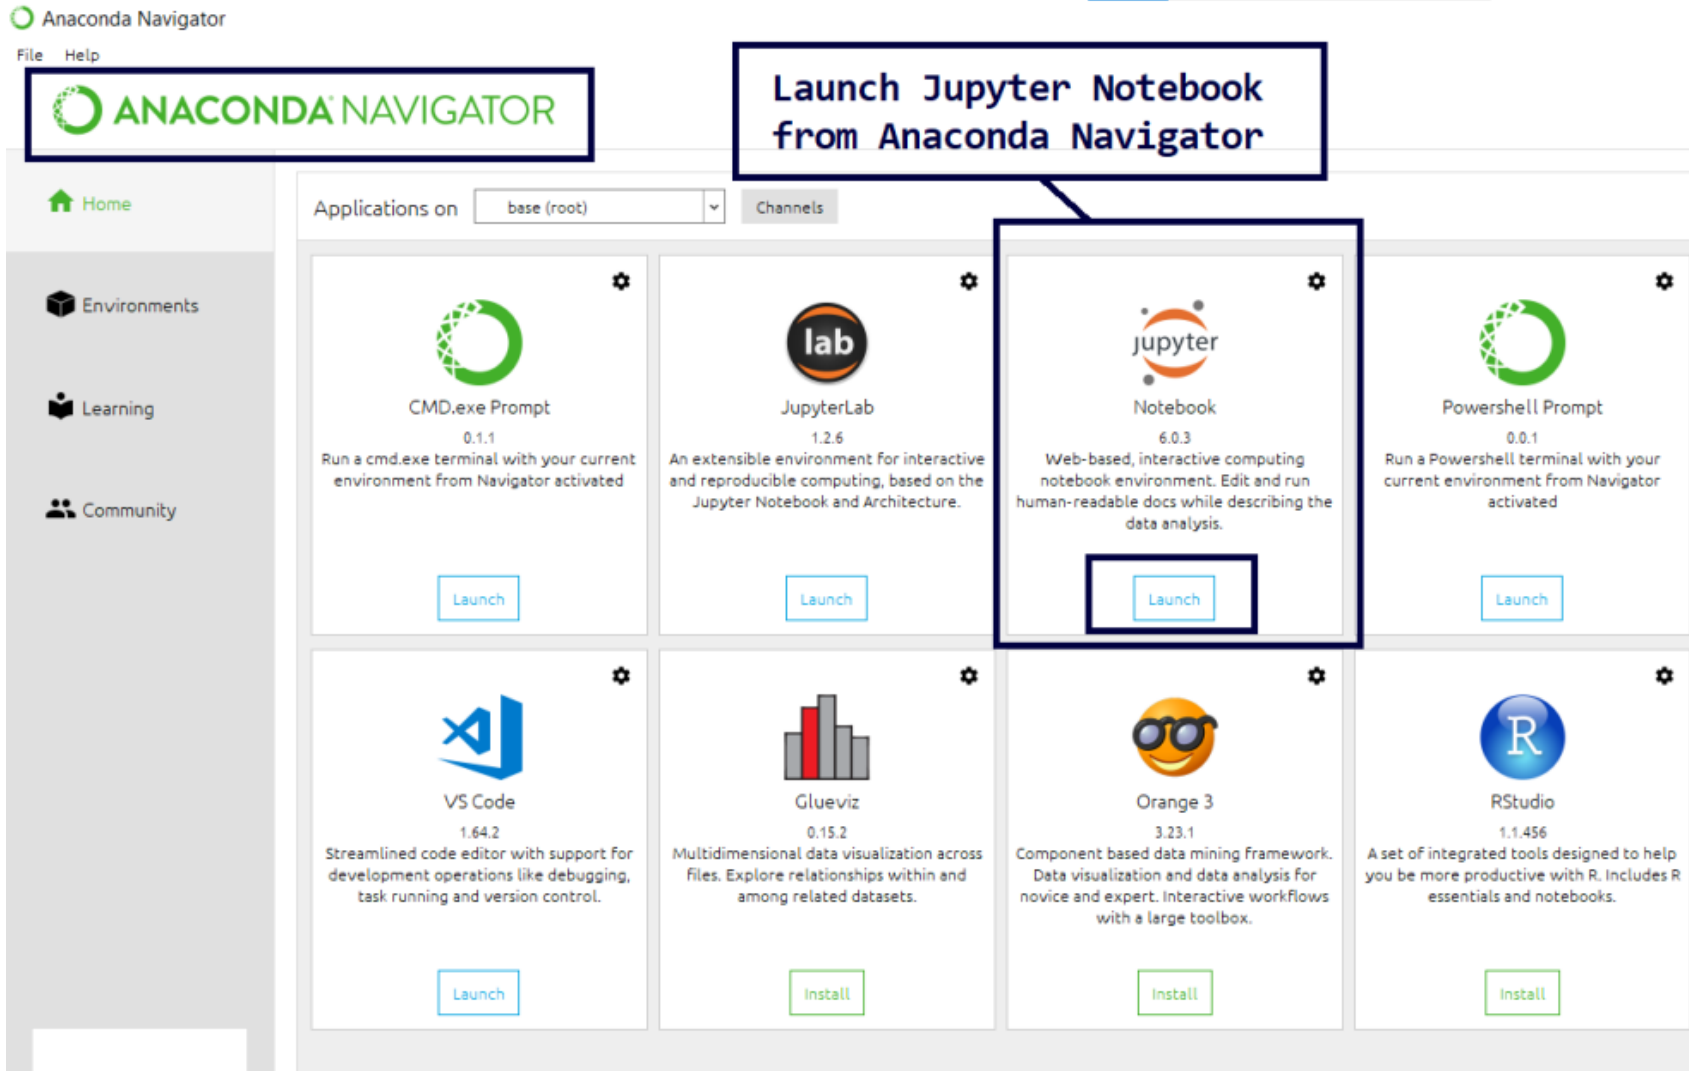 Anaconda Navigator
File Help
ANACONDA NAVIGATOR
Launch Jupyter Notebook
from Anaconda Navigator
Home
Environments
Learning
Community
Applications on base (root) Channels
CMD.exe Prompt
0.1.1
Run a cmd.exe terminal with your current
environment from Navigator activated
Launch
lab
JupyterLab
1.2.6
An extensible environment for interactive
and reproducible computing, based on the
Jupyter Notebook and Architecture.
Launch
jupyter
Notebook
6.0.3
Web-based, interactive computing
notebook environment. Edit and run
human-readable docs while describing the
data analysis.
Launch
Powershell Prompt
0.0.1
Run a Powershell terminal with your
current environment from Navigator
activated
Launch
VS Code
1.64.2
Streamlined code editor with support for
development operations like debugging,
task running and version control.
Launch
Glueviz
0.15.2
Multidimensional data visualization across
files. Explore relationships within and
among related datasets.
Install
Orange 3
3.23.1
Component based data mining framework.
Data visualization and data analysis for
novice and expert. Interactive workflows
with a large toolbox.
Install
R
RStudio
1.1.456
A set of integrated tools designed to help
you be more productive with R. Includes R
essentials and notebooks.
Install